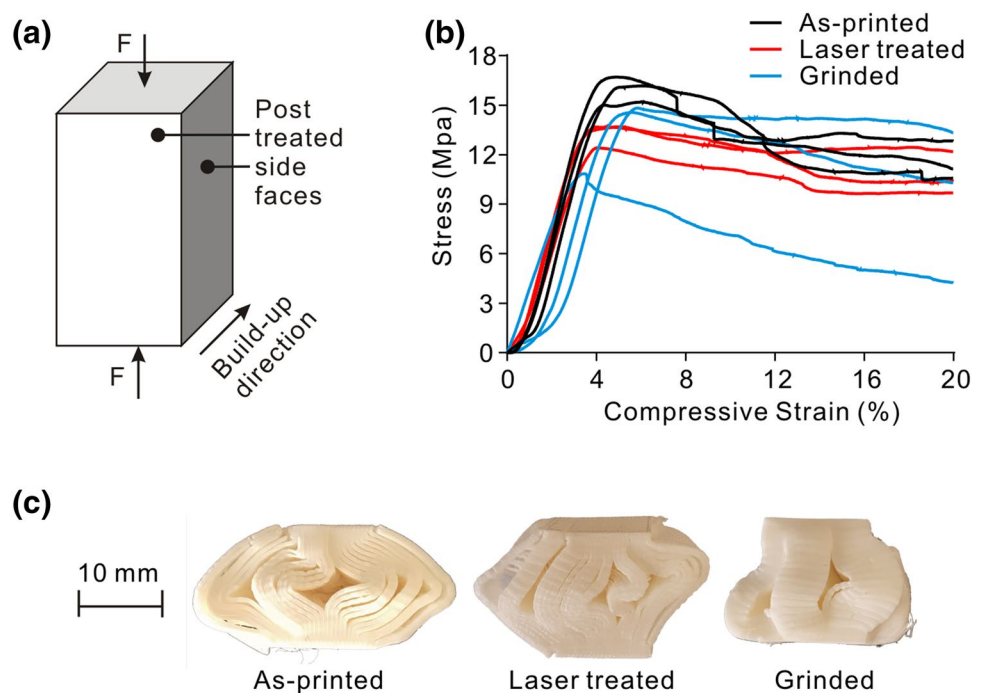 (a)
F
Post
treated
side
faces
F
Build-up
direction
(b)
As-printed
Laser treated
Grinded
Stress (Mpa)
18
15
12
9
6
3
0
0 4 8 12 16 20
Compressive Strain (%)
(c)
10 mm
As-printed
Laser treated
Grinded